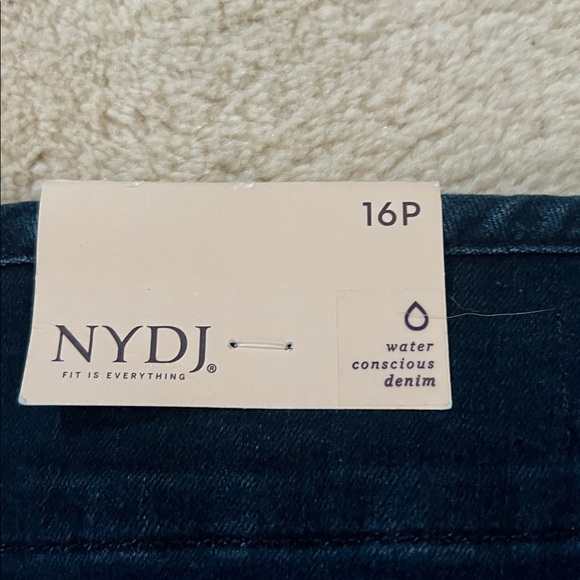 16P
NYDJ®
FIT IS EVERYTHING
water
conscious
denim